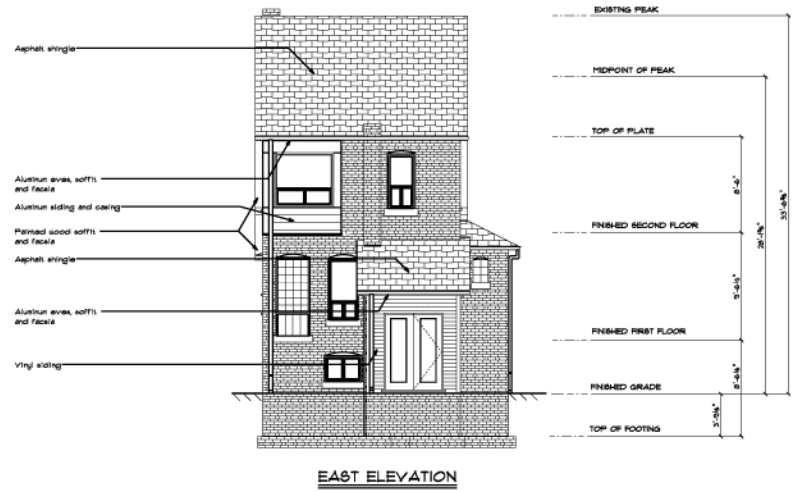 EXISTING PEAK
Asphalt shingle
MIDPOINT OF PEAK
TOP OF PLATE
Aluminum eves, soffit
and facsia
Aluminum siding and casing
Painted wood soffit
and facsia
FINISHED SECOND FLOOR
Asphalt shingle
Aluminum eves, soffit
and facsia
FINISHED FIRST FLOOR
Vinyl siding
FINISHED GRADE
TOP OF FOOTING
EAST ELEVATION